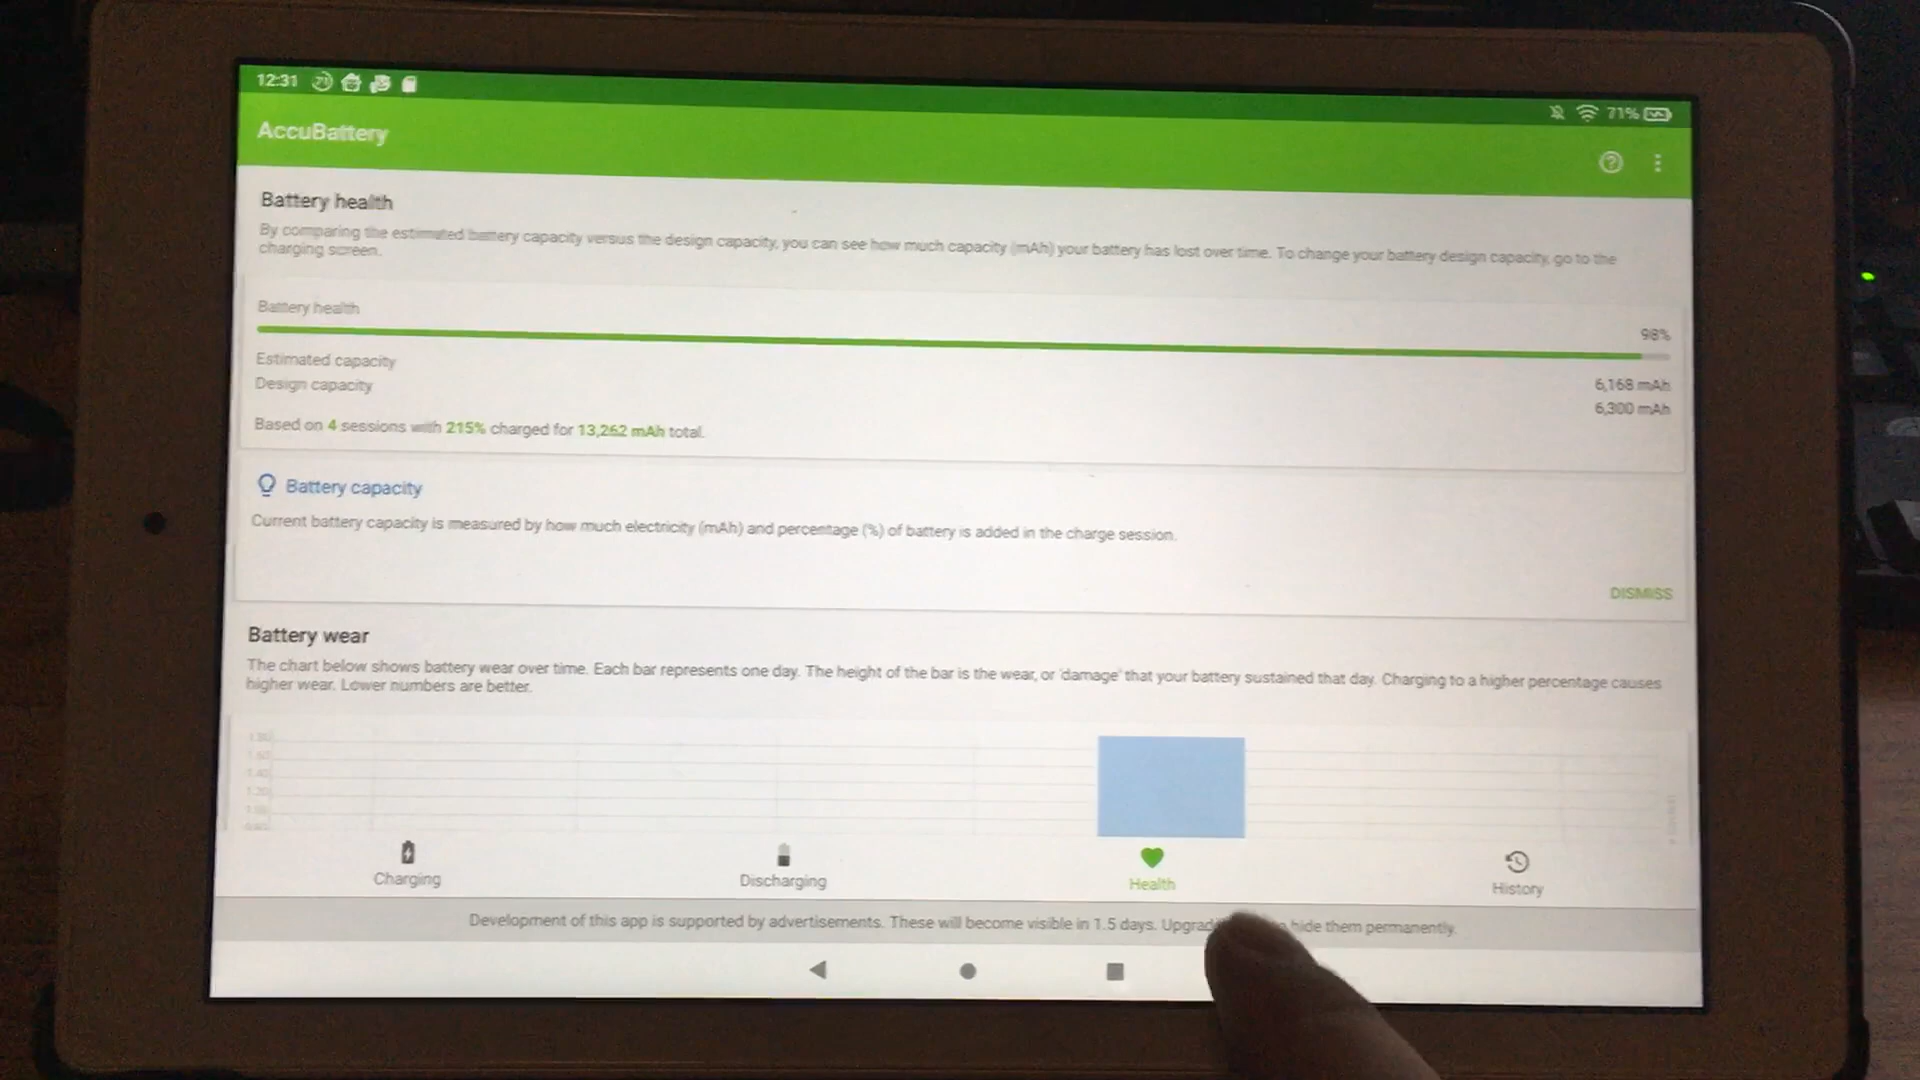 12:31
71%
AccuBattery
Battery health
By comparing the estimated battery capacity versus the design capacity, you can see how much capacity (mAh) your battery has lost over time. To change your battery design capacity, go to the
charging screen.
Battery health
98%
Estimated capacity
6,168 mAh
Design capacity
6,300 mAh
Based on 4 sessions with 215% charged for 13,262 mAh total.
Battery capacity
Current battery capacity is measured by how much electricity (mAh) and percentage (%) of battery is added in the charge session.
DISMISS
Battery wear
The chart below shows battery wear over time. Each bar represents one day. The height of the bar is the wear, or 'damage' that your battery sustained that day. Charging to a higher percentage causes
higher wear. Lower numbers are better.
1.60
1.40
1.20
Charging
Discharging
Health
History
Development of this app is supported by advertisements. These will become visible in 1.5 days. hide them permanently.